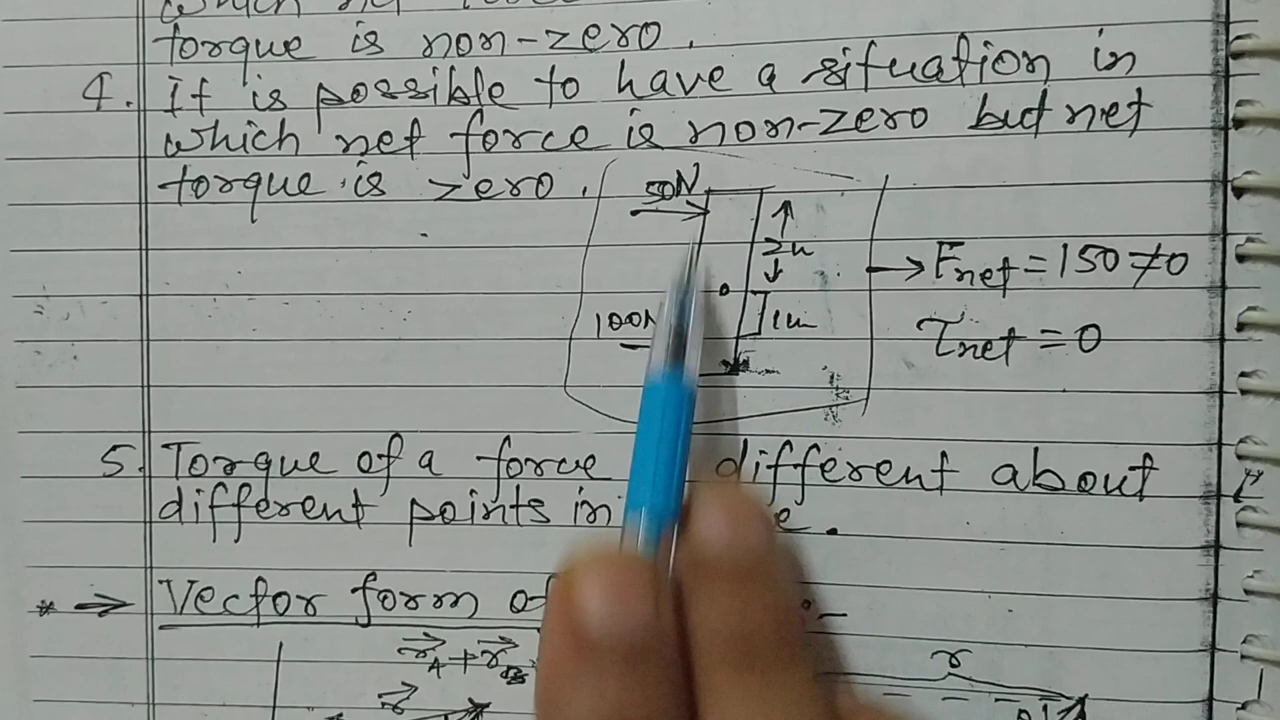 which
torque is non-zero.
4. It is possible to have a situation in
which net force is non-zero but net
torque is zero.
50N
2m
100N
1m
→ Fnet = 150 ≠ 0
τnet = 0
5. Torque of a force different about
different points in
* ⇒ Vector form of :-
r⃗A + r⃗B
r
r⃗